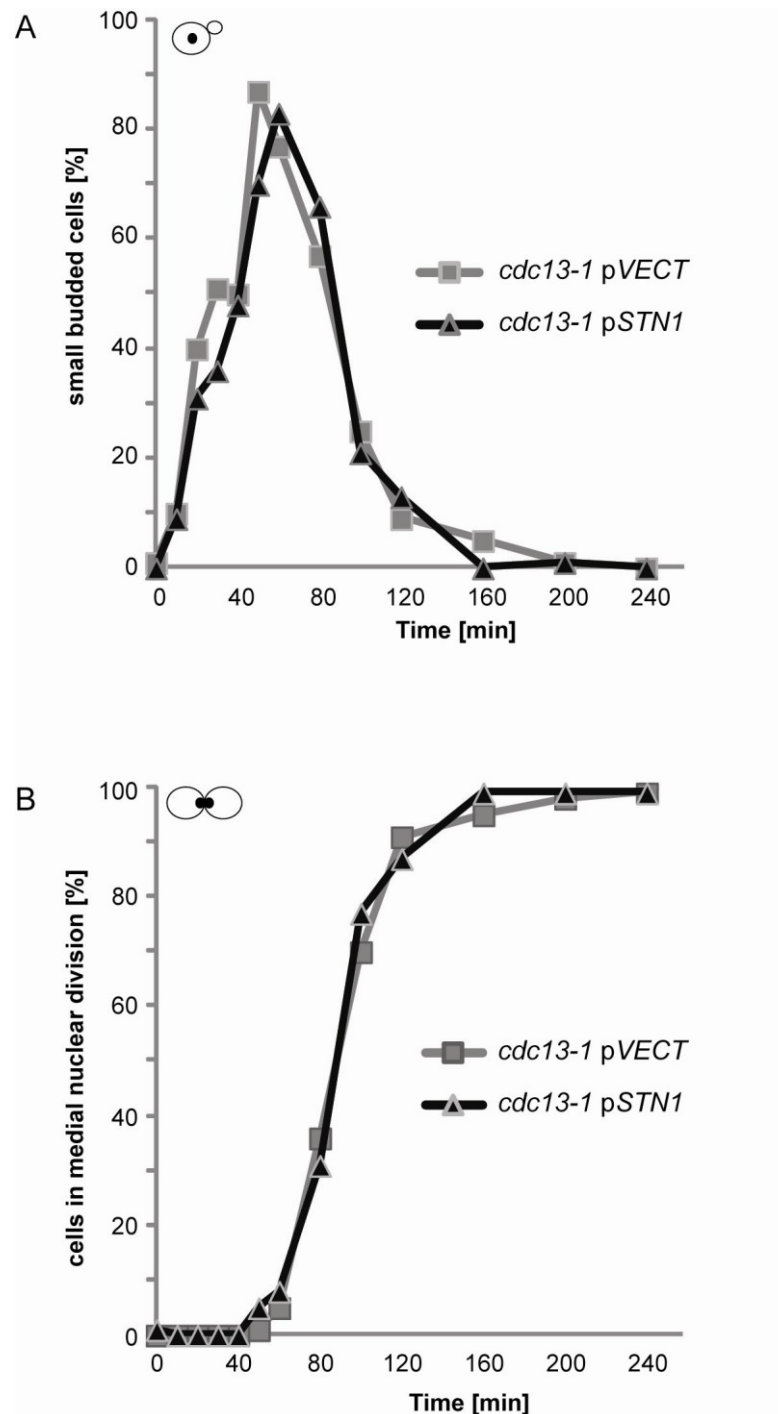 A
small budded cells [%]
100
80
60
40
20
0
cdc13-1 pVECT
cdc13-1 pSTN1
0 40 80 120 160 200 240
Time [min]
B
cells in medial nuclear division [%]
100
80
60
40
20
0
cdc13-1 pVECT
cdc13-1 pSTN1
0 40 80 120 160 200 240
Time [min]